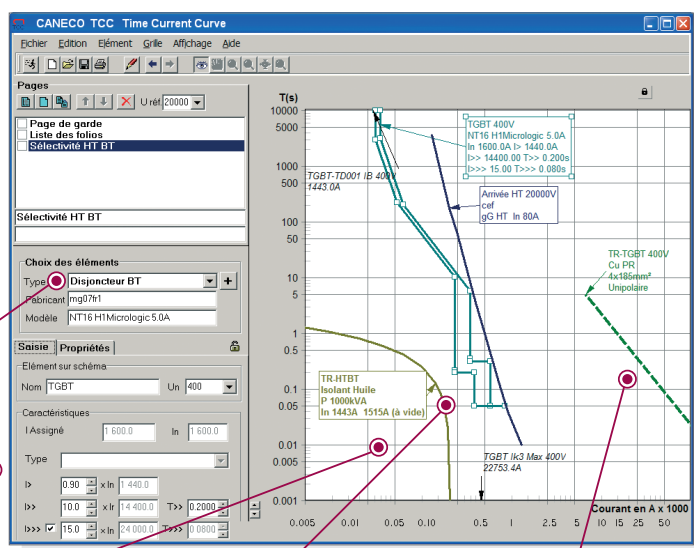 CANECO TCC Time Current Curve
Fichier Edition Elément Grille Affichage Aide
Pages
U réf. 20000
Page de garde
Liste des folios
Sélectivité HT BT
Sélectivité HT BT
Choix des éléments
Type Disjoncteur BT
Fabricant mg07fr1
Modèle NT16 H1Micrologic 5.0A
Saisie Propriétés
Elément sur schéma
Nom TGBT Un 400
Caractéristiques
I Assigné 1 600.0 In 1 600.0
Type
I> 0.90 x In 1 440.0
I>> 10.0 x Ir 14 400.0 T>> 0.2000
I>>> 15.0 x In 24 000.0 T>>> 0.0800
T(s)
10000
5000
1000
500
100
50
10
5
1
0.5
0.1
0.05
0.01
0.005
0.001
TGBT 400V
NT16 H1Micrologic 5.0A
In 1600.0A I> 1440.0A
I>> 14400.00 T>> 0.200s
I>>> 15.00 T>>> 0.080s
TGBT-TD001 IB 400V
1443.0A
Arrivée HT 20000V
cef
gG HT In 80A
TR-TGBT 400V
Cu PR
4x185mm²
Unipolaire
TR-HTBT
Isolant Huile
P 1000kVA
In 1443A 1515A (à vide)
TGBT Ik3 Max 400V
22753.4A
Courant en A x 1000
0.005 0.01 0.05 0.10 0.5 1 2.5 5 10 15 25 50